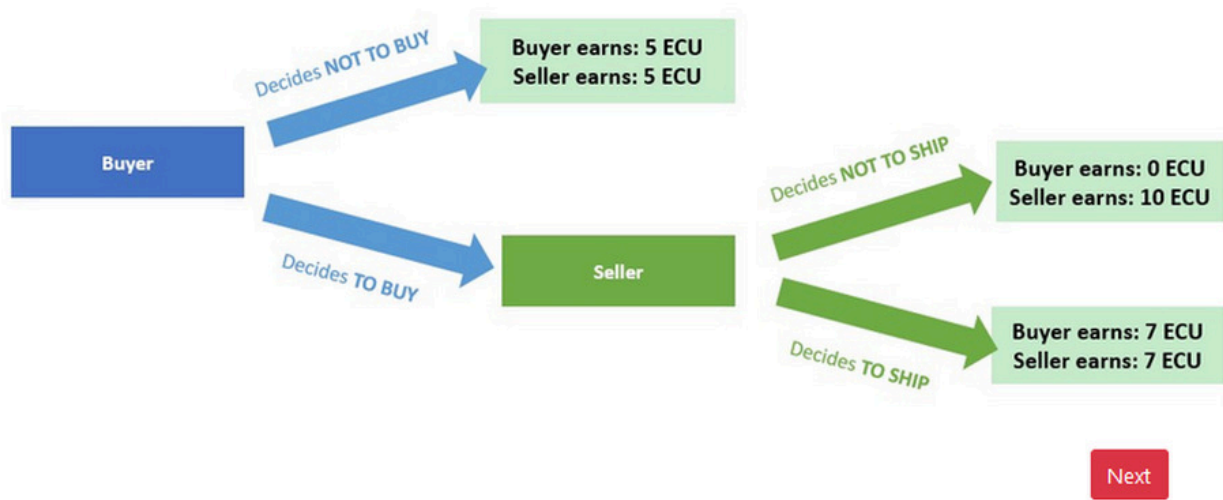 Buyer
Decides NOT TO BUY
Buyer earns: 5 ECU
Seller earns: 5 ECU
Decides TO BUY
Seller
Decides NOT TO SHIP
Buyer earns: 0 ECU
Seller earns: 10 ECU
Decides TO SHIP
Buyer earns: 7 ECU
Seller earns: 7 ECU
Next